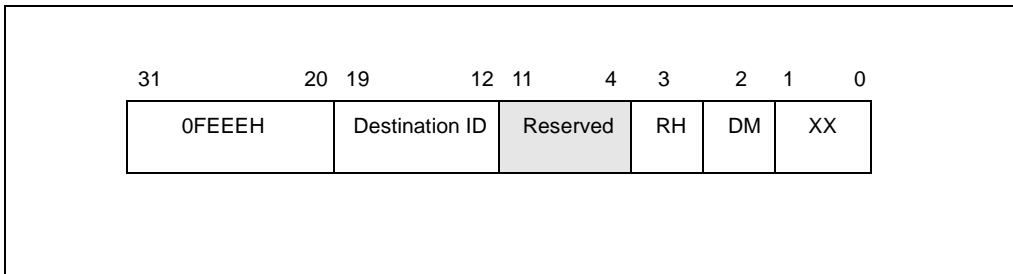 31 20 19 12 11 4 3 2 1 0
0FEEEH Destination ID Reserved RH DM XX